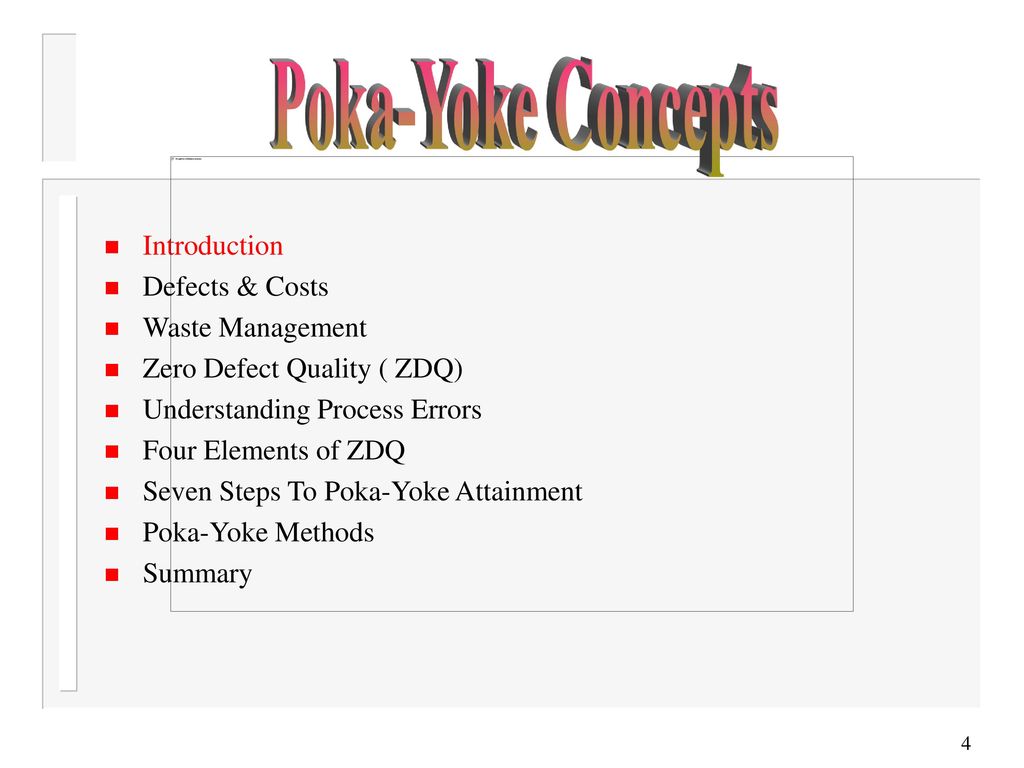 Poka-Yoke Concepts
Introduction
Defects & Costs
Waste Management
Zero Defect Quality ( ZDQ)
Understanding Process Errors
Four Elements of ZDQ
Seven Steps To Poka-Yoke Attainment
Poka-Yoke Methods
Summary
4